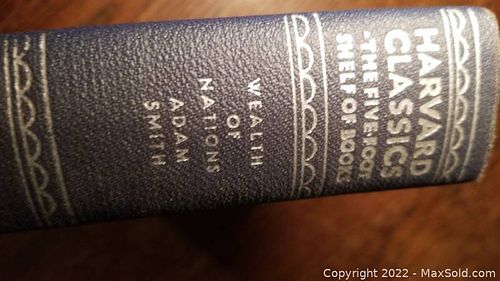 HARVARD
CLASSICS
"THE FIVE-FOOT
SHELF OF BOOKS"
WEALTH
OF
NATIONS
ADAM
SMITH
Copyright 2022 - MaxSold.com